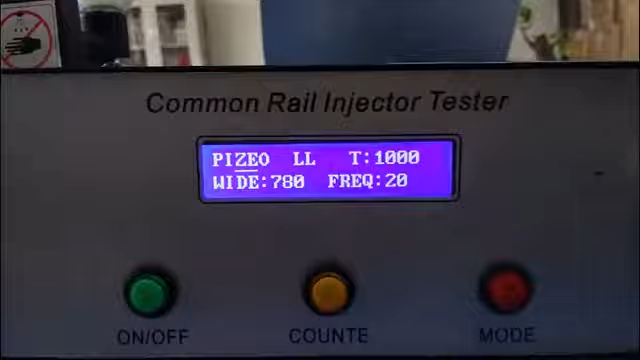 Common Rail Injector Tester
PIZEO LL T:1000
WIDE:780 FREQ:20
ON/OFF COUNTE MODE